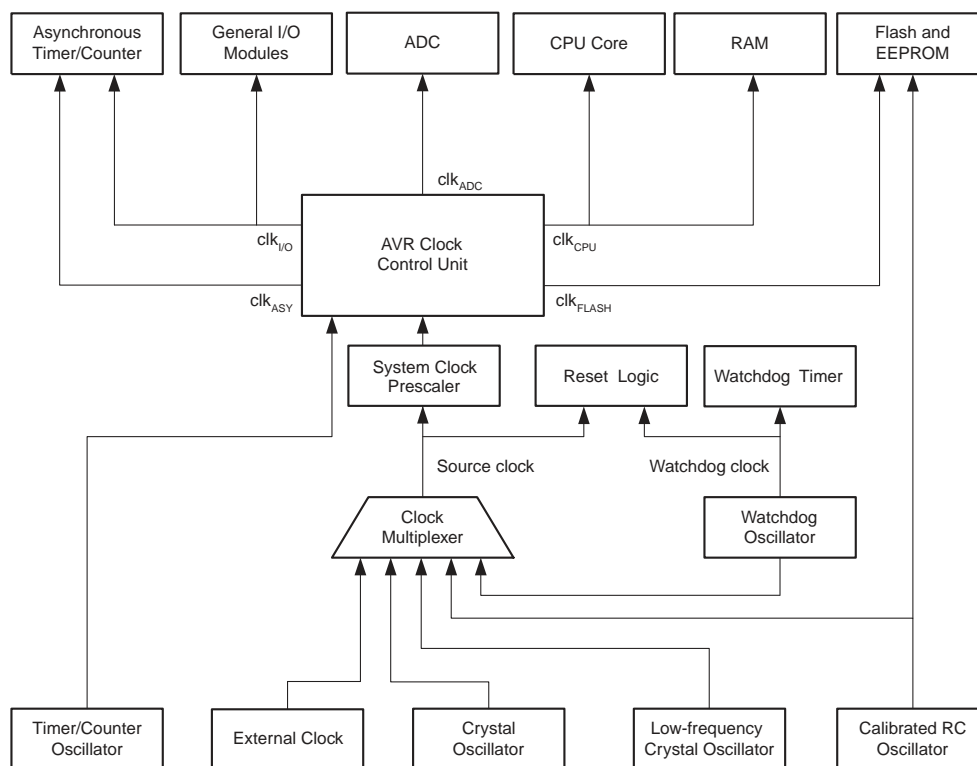 Asynchronous
Timer/Counter
General I/O
Modules
ADC
CPU Core
RAM
Flash and
EEPROM
clkADC
clkI/O
AVR Clock
Control Unit
clkCPU
clkASY
clkFLASH
System Clock
Prescaler
Reset Logic
Watchdog Timer
Source clock
Watchdog clock
Clock
Multiplexer
Watchdog
Oscillator
Timer/Counter
Oscillator
External Clock
Crystal
Oscillator
Low-frequency
Crystal Oscillator
Calibrated RC
Oscillator